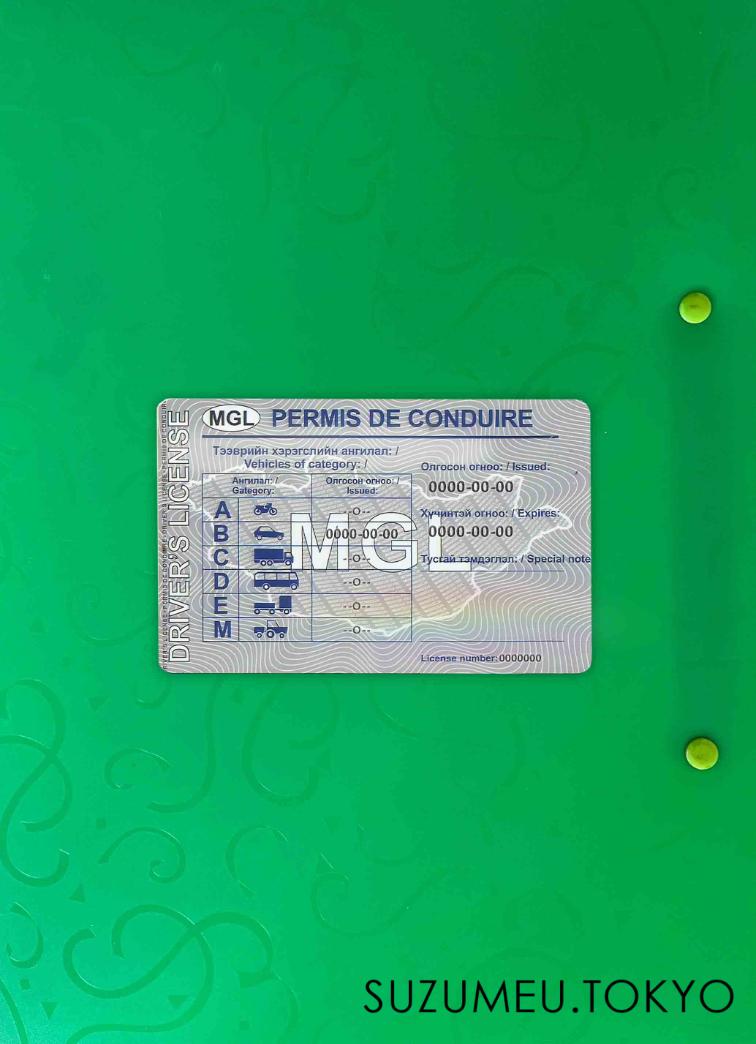 DRIVER'S LICENSE
MGL PERMIS DE CONDUIRE
Тээврийн хэрэгслийн ангилал: /
Vehicles of category: /
Ангилал: /
Gategory:
Олгосон огноо: /
Issued:
A --O--
B 0000-00-00
C --O--
D --O--
E --O--
M --O--
MGL
Олгосон огноо: / Issued:
0000-00-00
Хүчинтэй огноо: / Expires:
0000-00-00
Тусгай тэмдэглэл: / Special note
License number: 0000000
SUZUMEU.TOKYO